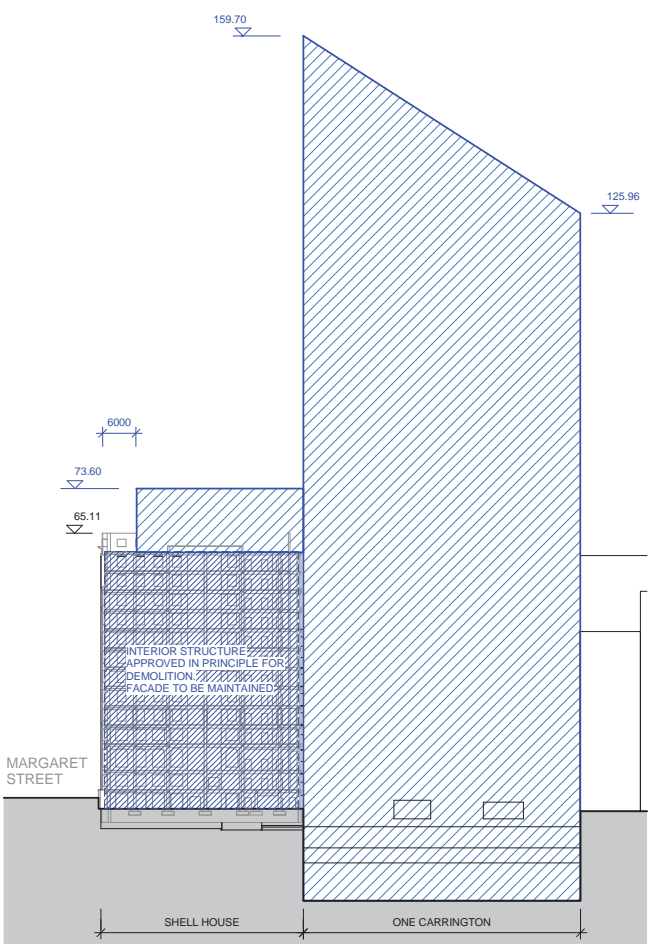 159.70
125.96
6000
73.60
65.11
INTERIOR STRUCTURE
APPROVED IN PRINCIPLE FOR
DEMOLITION.
FACADE TO BE MAINTAINED
MARGARET
STREET
SHELL HOUSE
ONE CARRINGTON